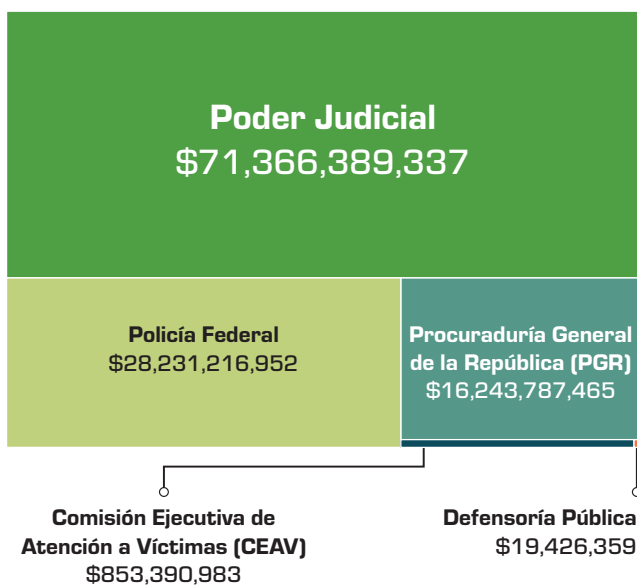 Poder Judicial
$71,366,389,337
Policía Federal
$28,231,216,952
Procuraduría General
de la República (PGR)
$16,243,787,465
Comisión Ejecutiva de
Atención a Víctimas (CEAV)
$853,390,983
Defensoría Pública
$19,426,359